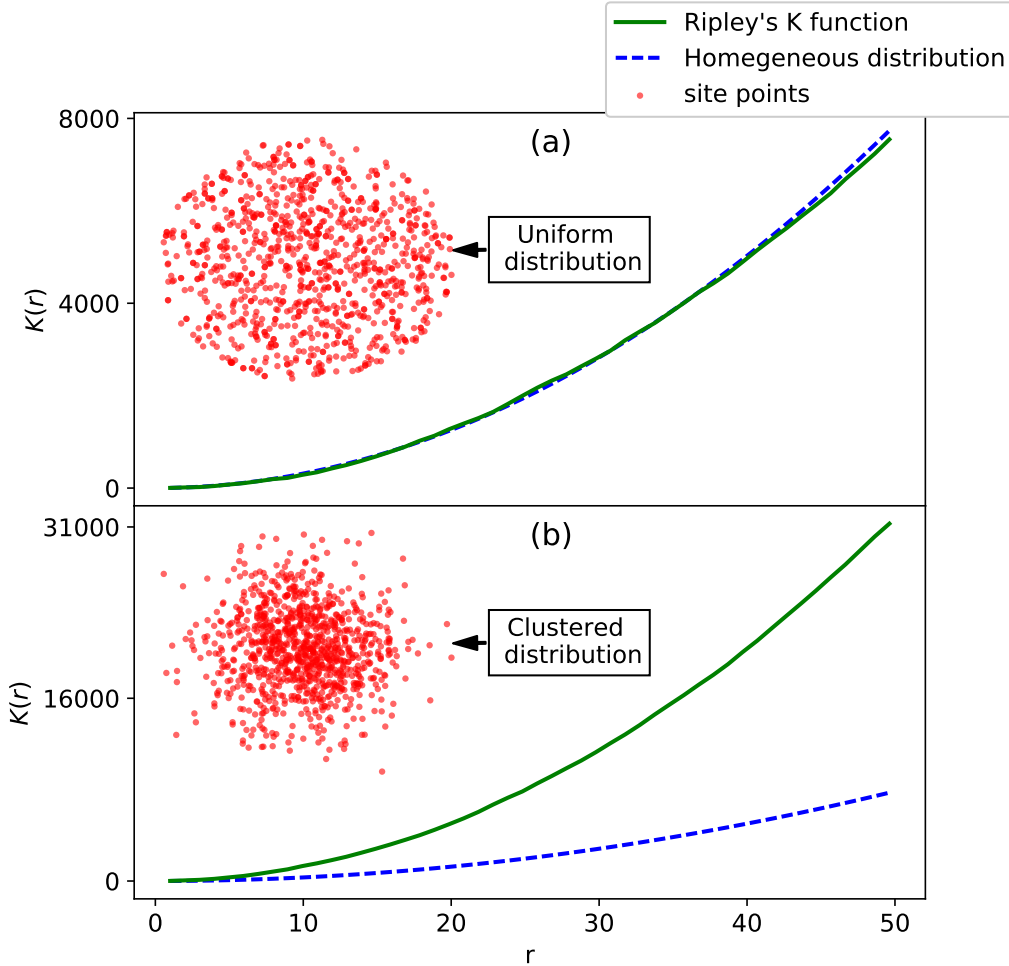 Ripley's K function
Homegeneous distribution
site points
(a)
8000
4000
0
K(r)
Uniform
distribution
(b)
31000
16000
0
K(r)
Clustered
distribution
0 10 20 30 40 50
r